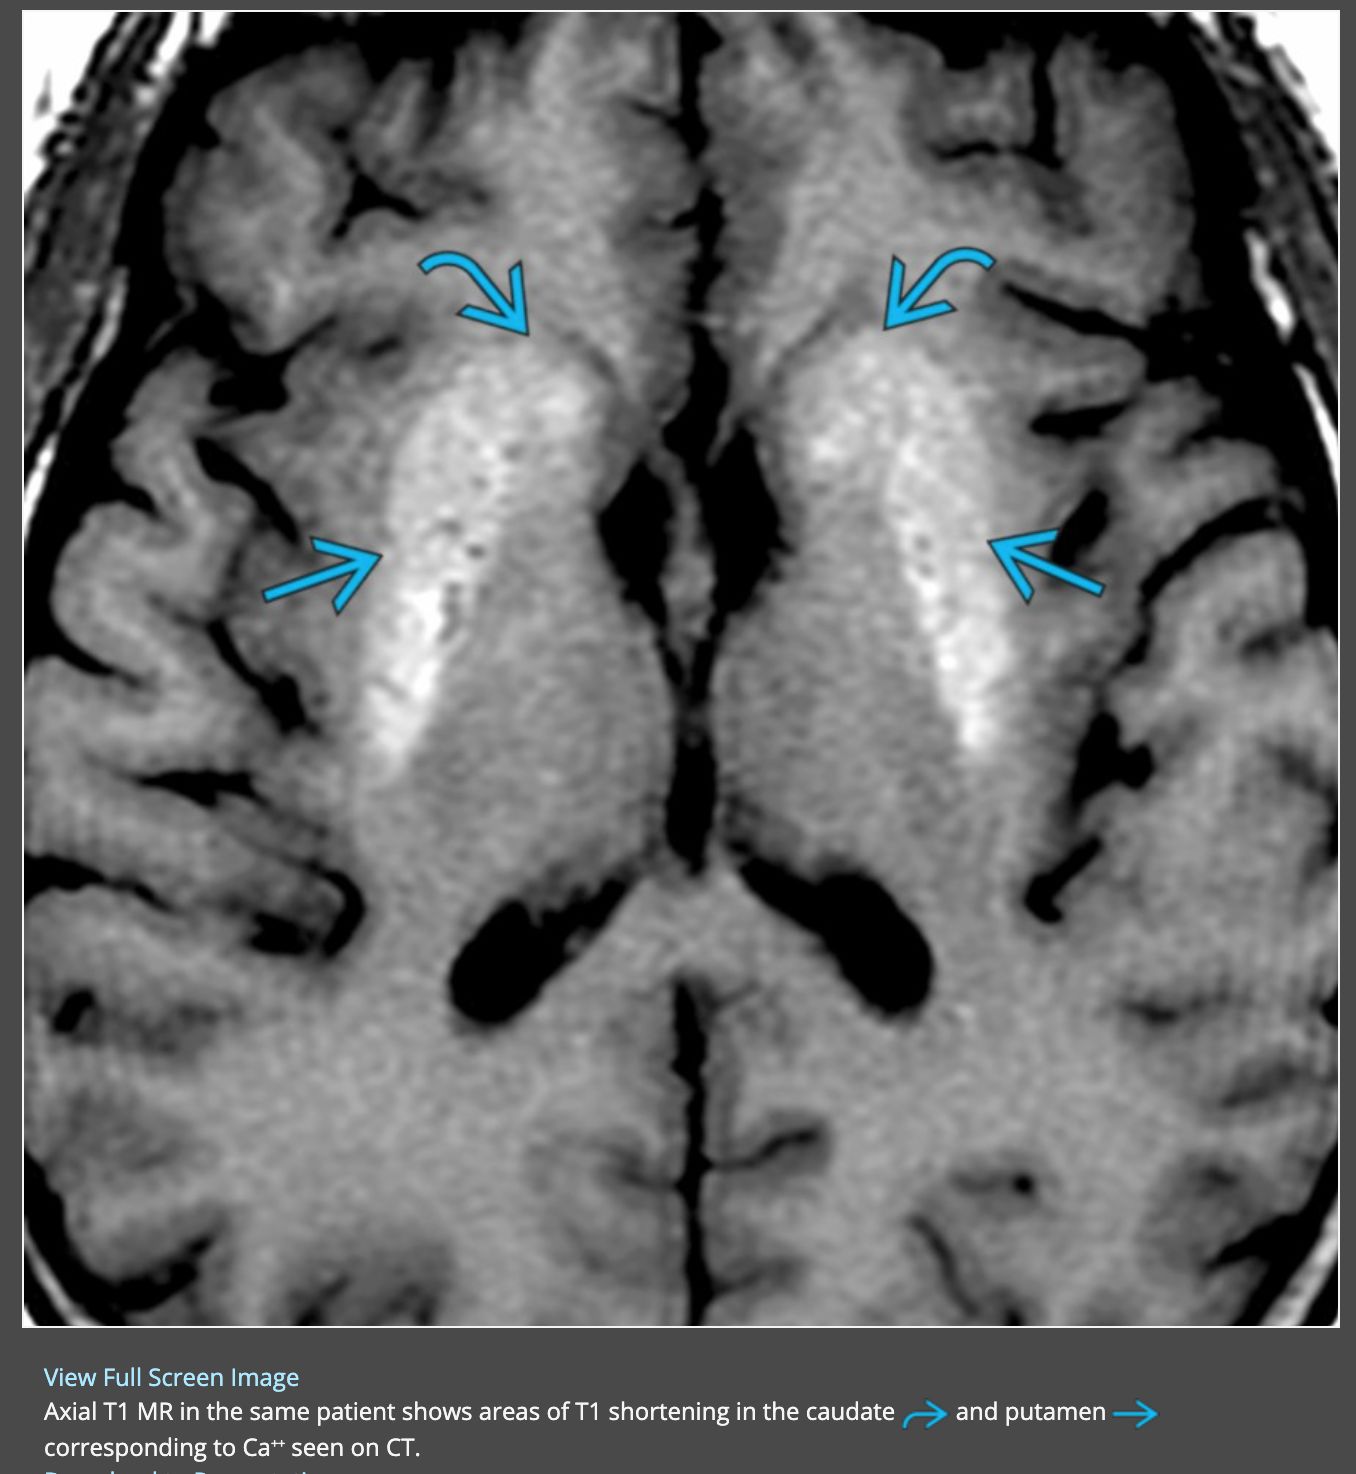 View Full Screen Image
Axial T1 MR in the same patient shows areas of T1 shortening in the caudate and putamen
corresponding to Ca⁺⁺ seen on CT.